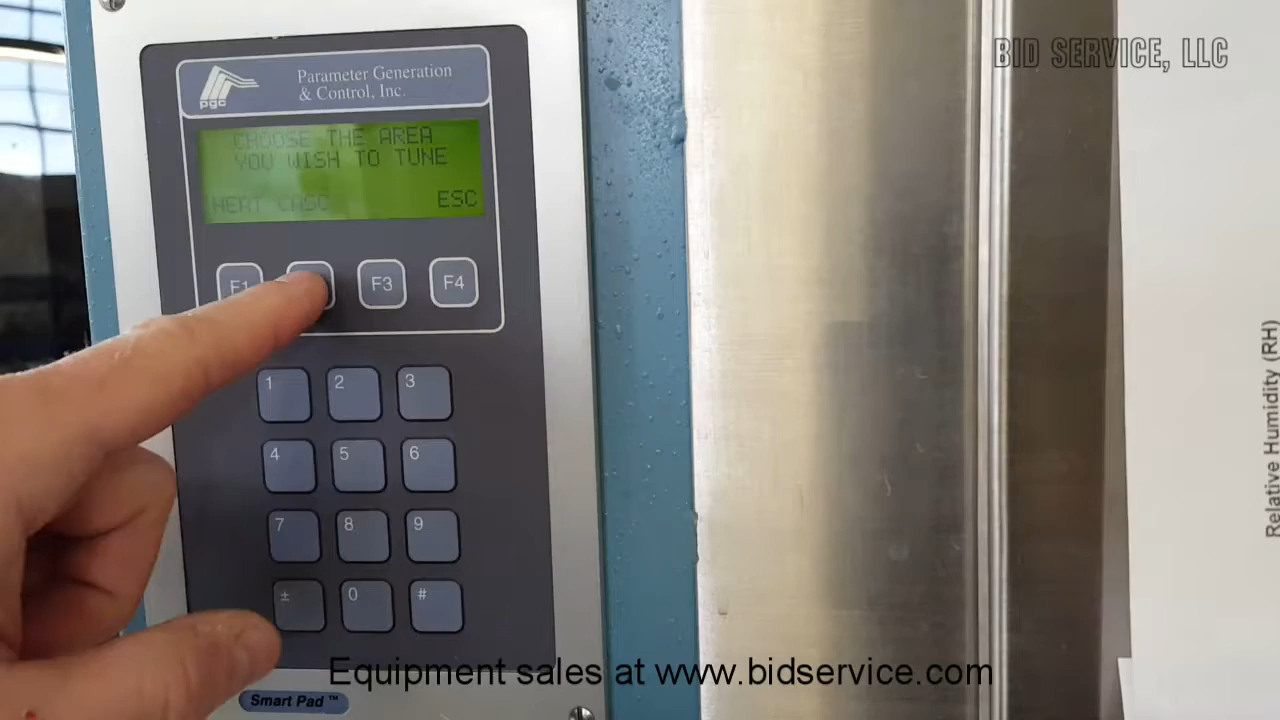 BID SERVICE, LLC
pgc
Parameter Generation
& Control, Inc.
CHOOSE THE AREA
YOU WISH TO TUNE
HEAT CASC ESC
F1 F3 F4
1 2 3
4 5 6
7 8 9
± 0 #
Relative Humidity (RH)
Equipment sales at www.bidservice.com
Smart Pad ™